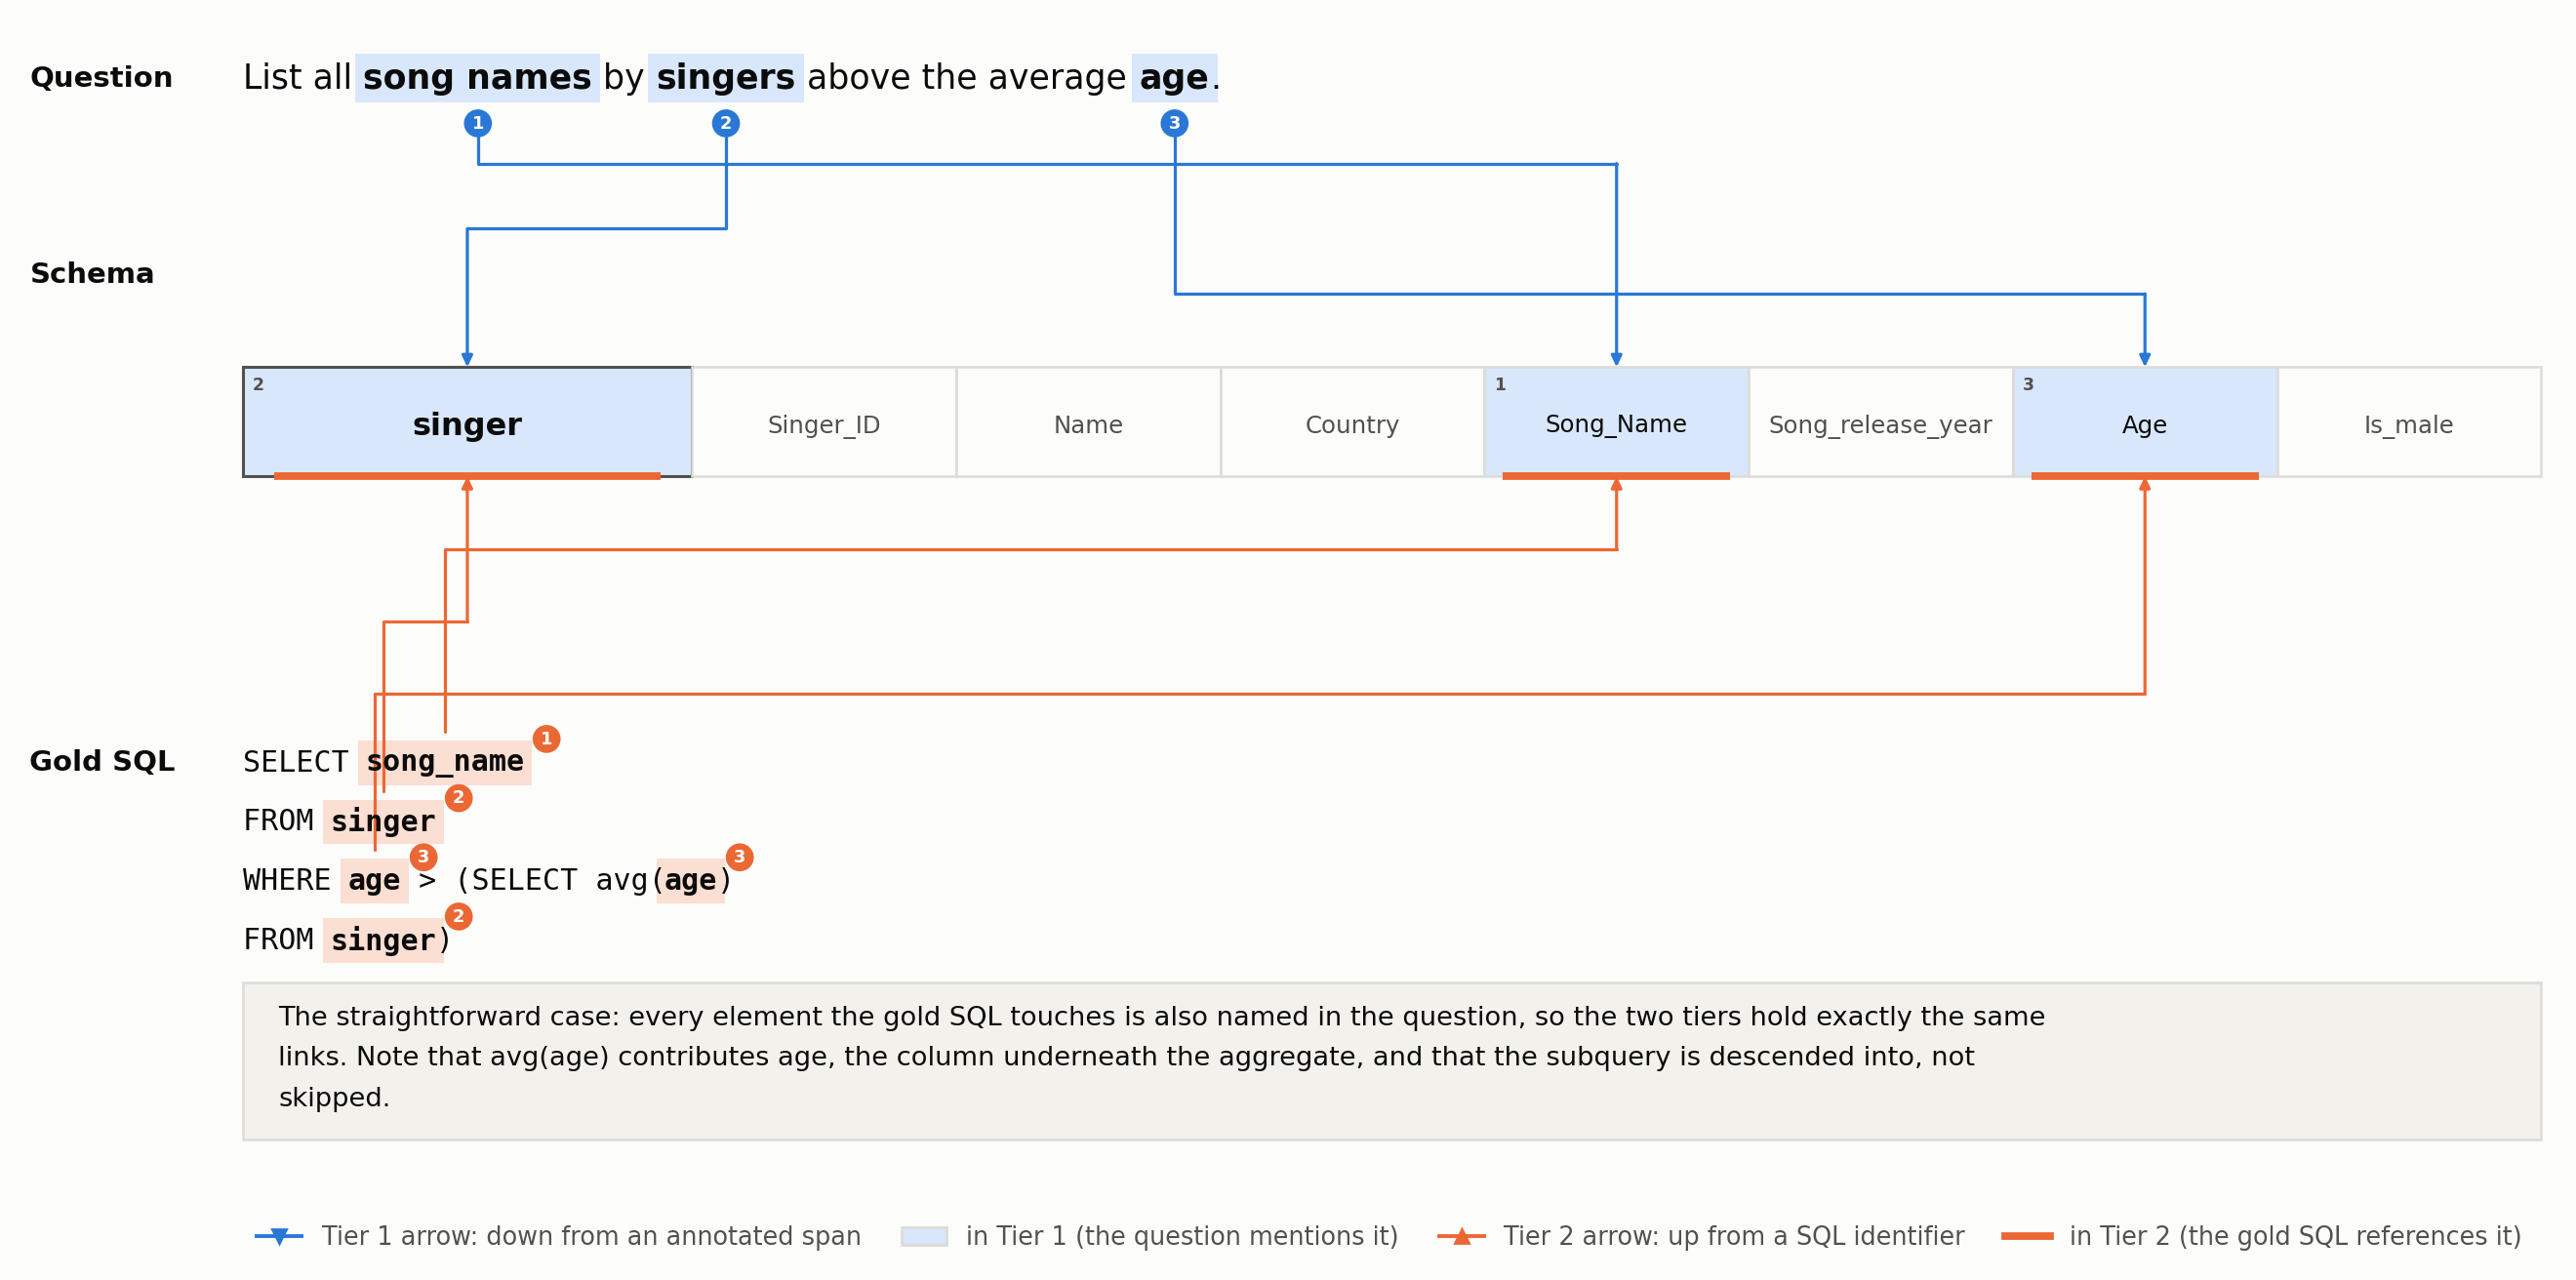 Question List all song names by singers above the average age.
1 2 3
Schema
2 1 3
singer Singer_ID Name Country Song_Name Song_release_year Age Is_male
1
Gold SQL SELECT song_name
2
FROM singer
3 3
WHERE age > (SELECT avg(age)
2
FROM singer)
The straightforward case: every element the gold SQL touches is also named in the question, so the two tiers hold exactly the same
links. Note that avg(age) contributes age, the column underneath the aggregate, and that the subquery is descended into, not
skipped.
Tier 1 arrow: down from an annotated span in Tier 1 (the question mentions it) Tier 2 arrow: up from a SQL identifier in Tier 2 (the gold SQL references it)